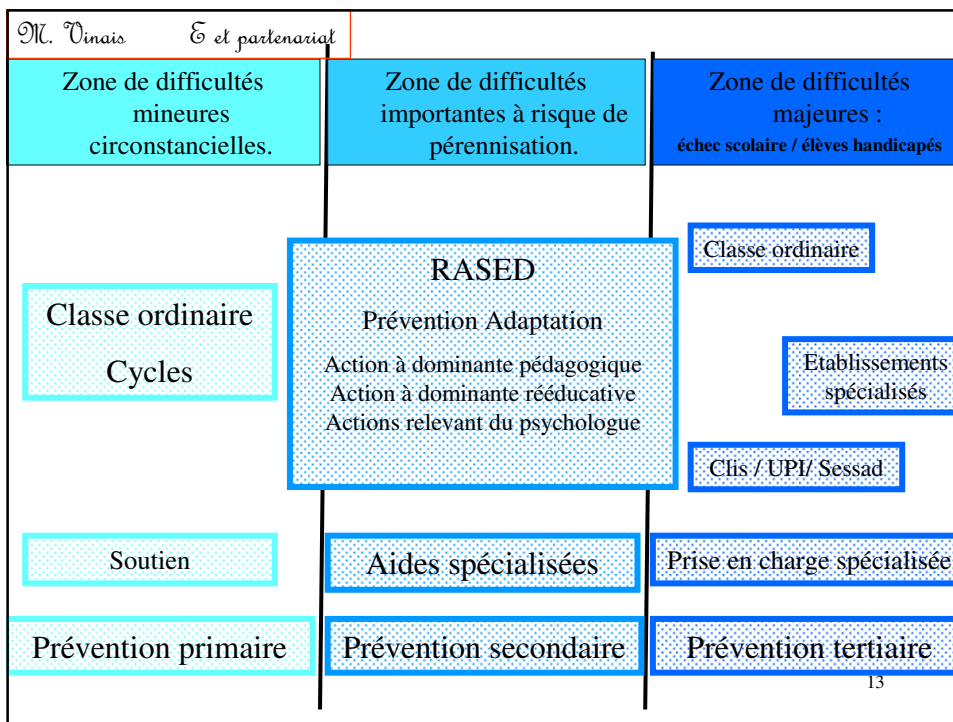 M. Vinais E et partenariat
Zone de difficultés
mineures
circonstancielles.
Zone de difficultés
importantes à risque de
pérennisation.
Zone de difficultés
majeures :
échec scolaire / élèves handicapés
Classe ordinaire
Cycles
RASED
Prévention Adaptation
Action à dominante pédagogique
Action à dominante rééducative
Actions relevant du psychologue
Classe ordinaire
Etablissements
spécialisés
Clis / UPI/ Sessad
Soutien
Aides spécialisées
Prise en charge spécialisée
Prévention primaire
Prévention secondaire
Prévention tertiaire
13